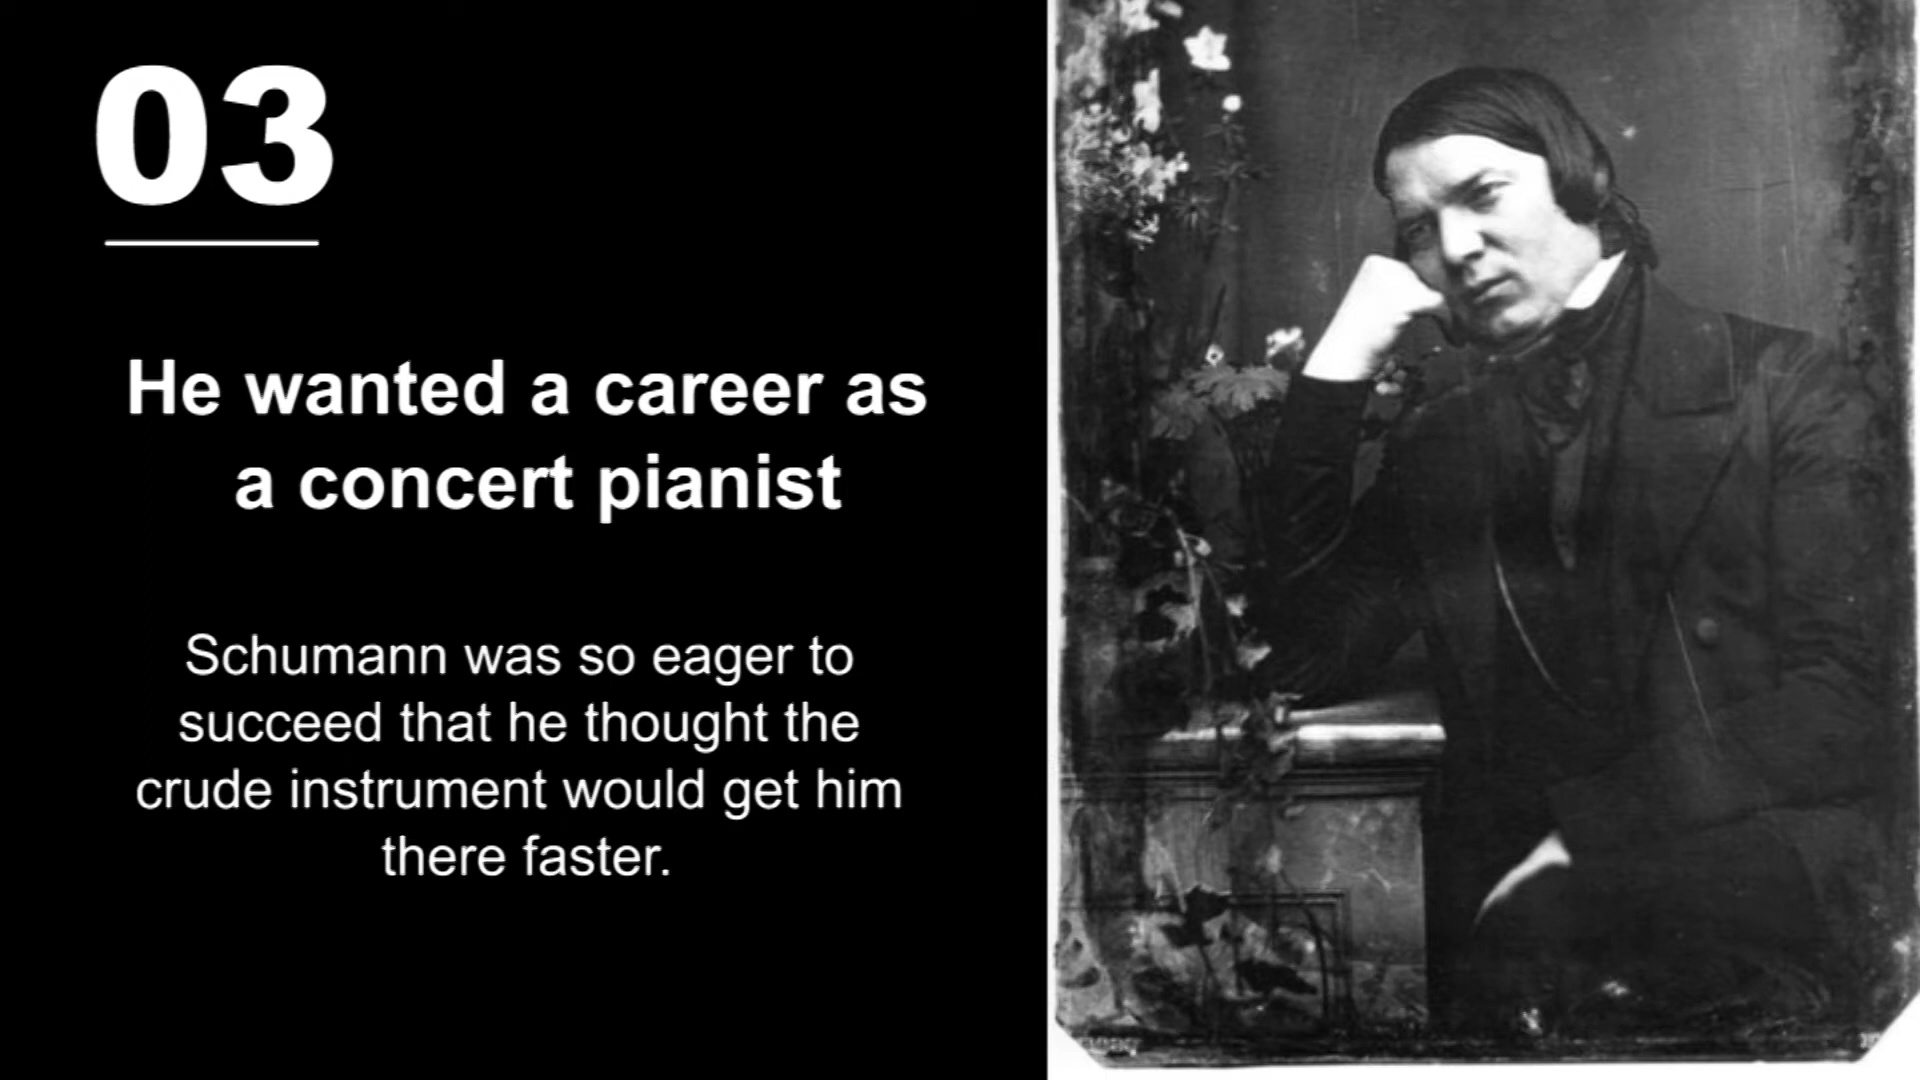 03
He wanted a career as
a concert pianist
Schumann was so eager to
succeed that he thought the
crude instrument would get him
there faster.